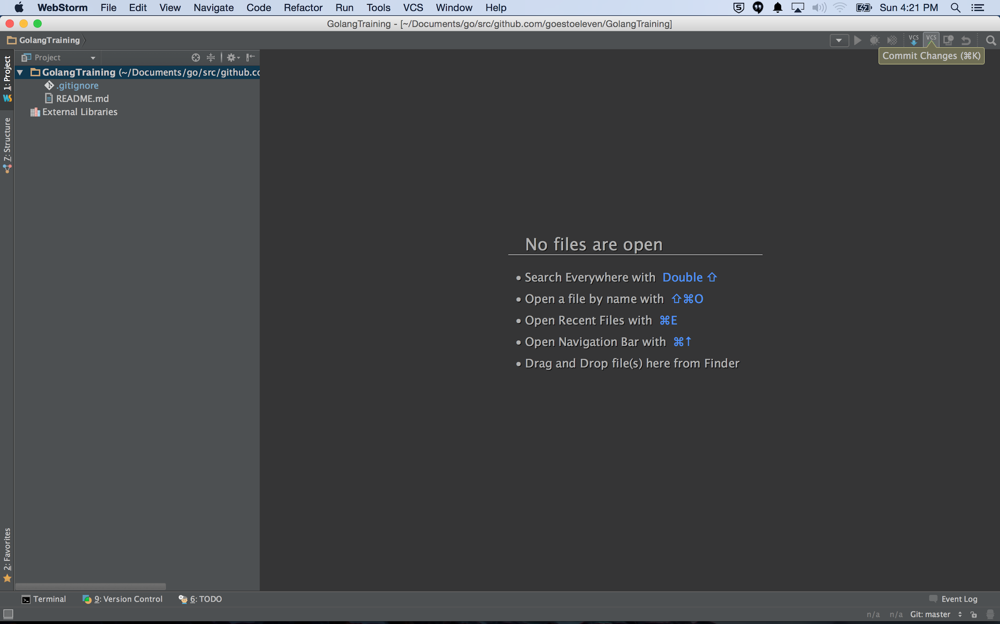 WebStorm File Edit View Navigate Code Refactor Run Tools VCS Window Help Sun 4:21 PM
GolangTraining - [~/Documents/go/src/github.com/goestoeleven/GolangTraining]
GolangTraining VCS VCS
Commit Changes (⌘K)
Project
GolangTraining (~/Documents/go/src/github.cc
.gitignore
README.md
External Libraries
1: Project
WS
7: Structure
2: Favorites
No files are open
• Search Everywhere with Double ⇧
• Open a file by name with ⇧⌘O
• Open Recent Files with ⌘E
• Open Navigation Bar with ⌘↑
• Drag and Drop file(s) here from Finder
Terminal 9: Version Control 6: TODO Event Log
n/a n/a Git: master